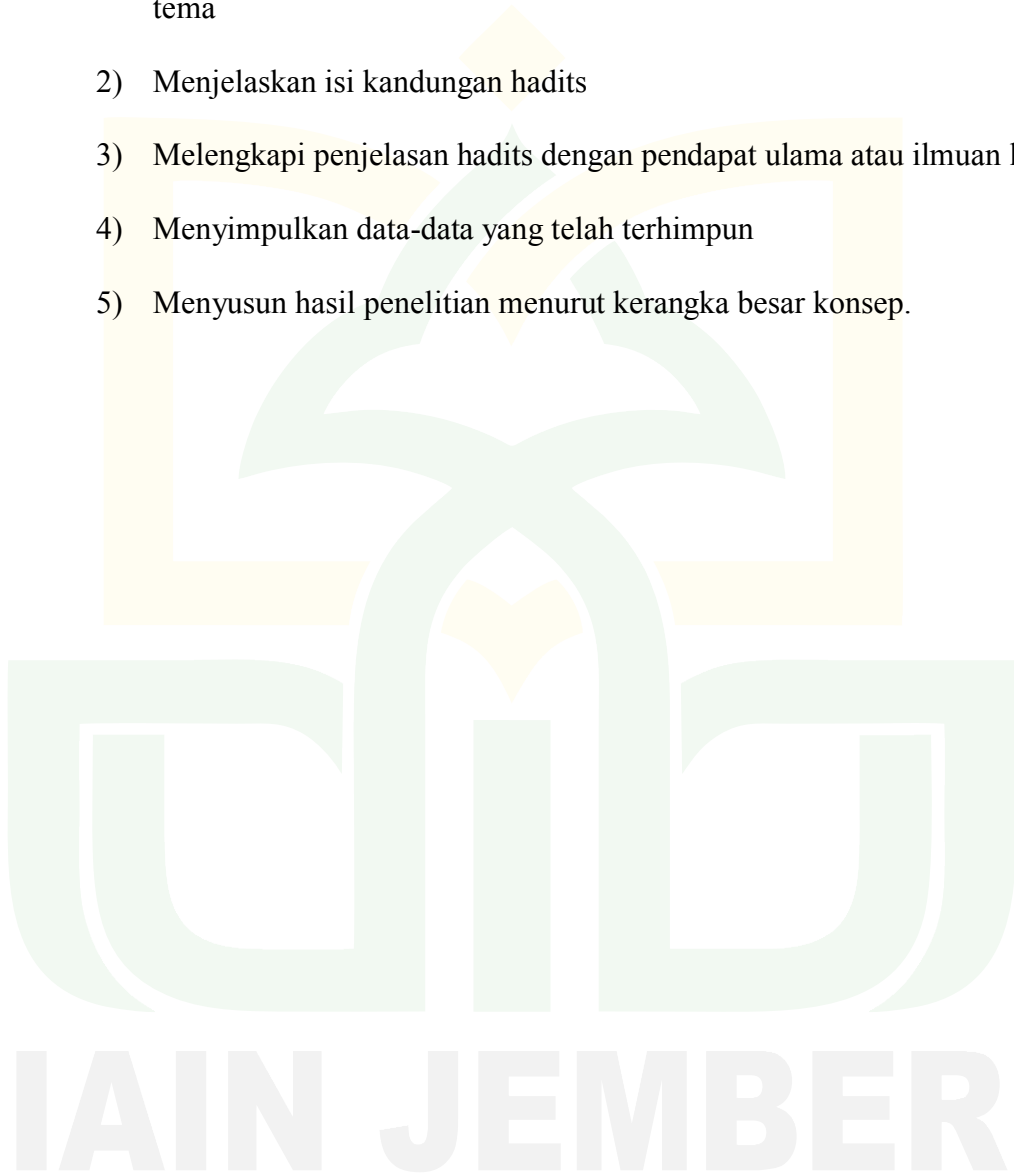 tema
2) Menjelaskan isi kandungan hadits
3) Melengkapi penjelasan hadits dengan pendapat ulama atau ilmuan
4) Menyimpulkan data-data yang telah terhimpun
5) Menyusun hasil penelitian menurut kerangka besar konsep.
IAIN JEMBER